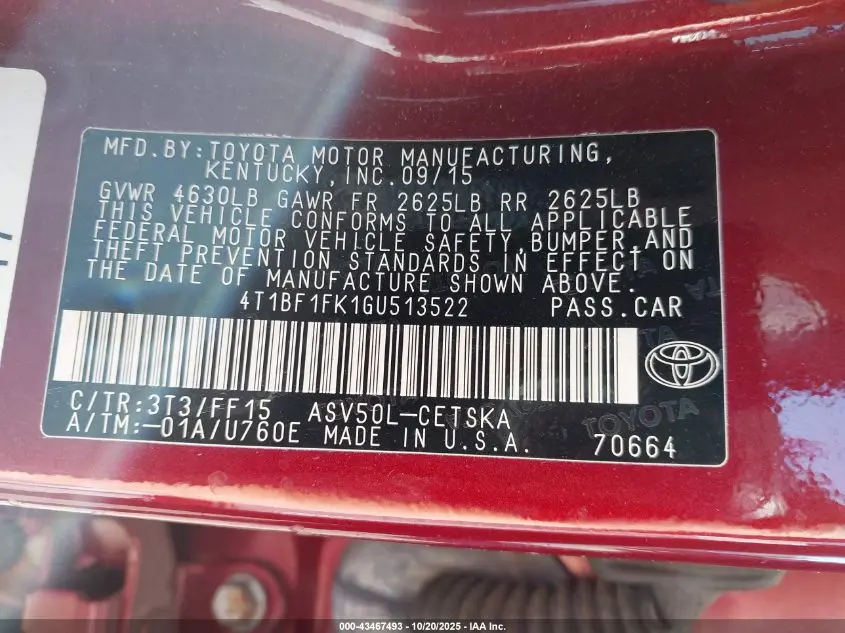 MFD.BY:TOYOTA MOTOR MANUFACTURING,
KENTUCKY,INC.09/15
GVWR 4630LB GAWR FR 2625LB RR 2625LB
THIS VEHICLE CONFORMS TO ALL APPLICABLE
FEDERAL MOTOR VEHICLE SAFETY,BUMPER,AND
THEFT PREVENTION STANDARDS IN EFFECT ON
THE DATE OF MANUFACTURE SHOWN ABOVE.
4T1BF1FK1GU513522 PASS.CAR
C/TR:3T3/FF15 ASV50L-CETSKA
TOYOTA
A/TM:-01A/U760E MADE IN U.S.A. 70664
000-43467493 - 10/20/2025 - IAA Inc.